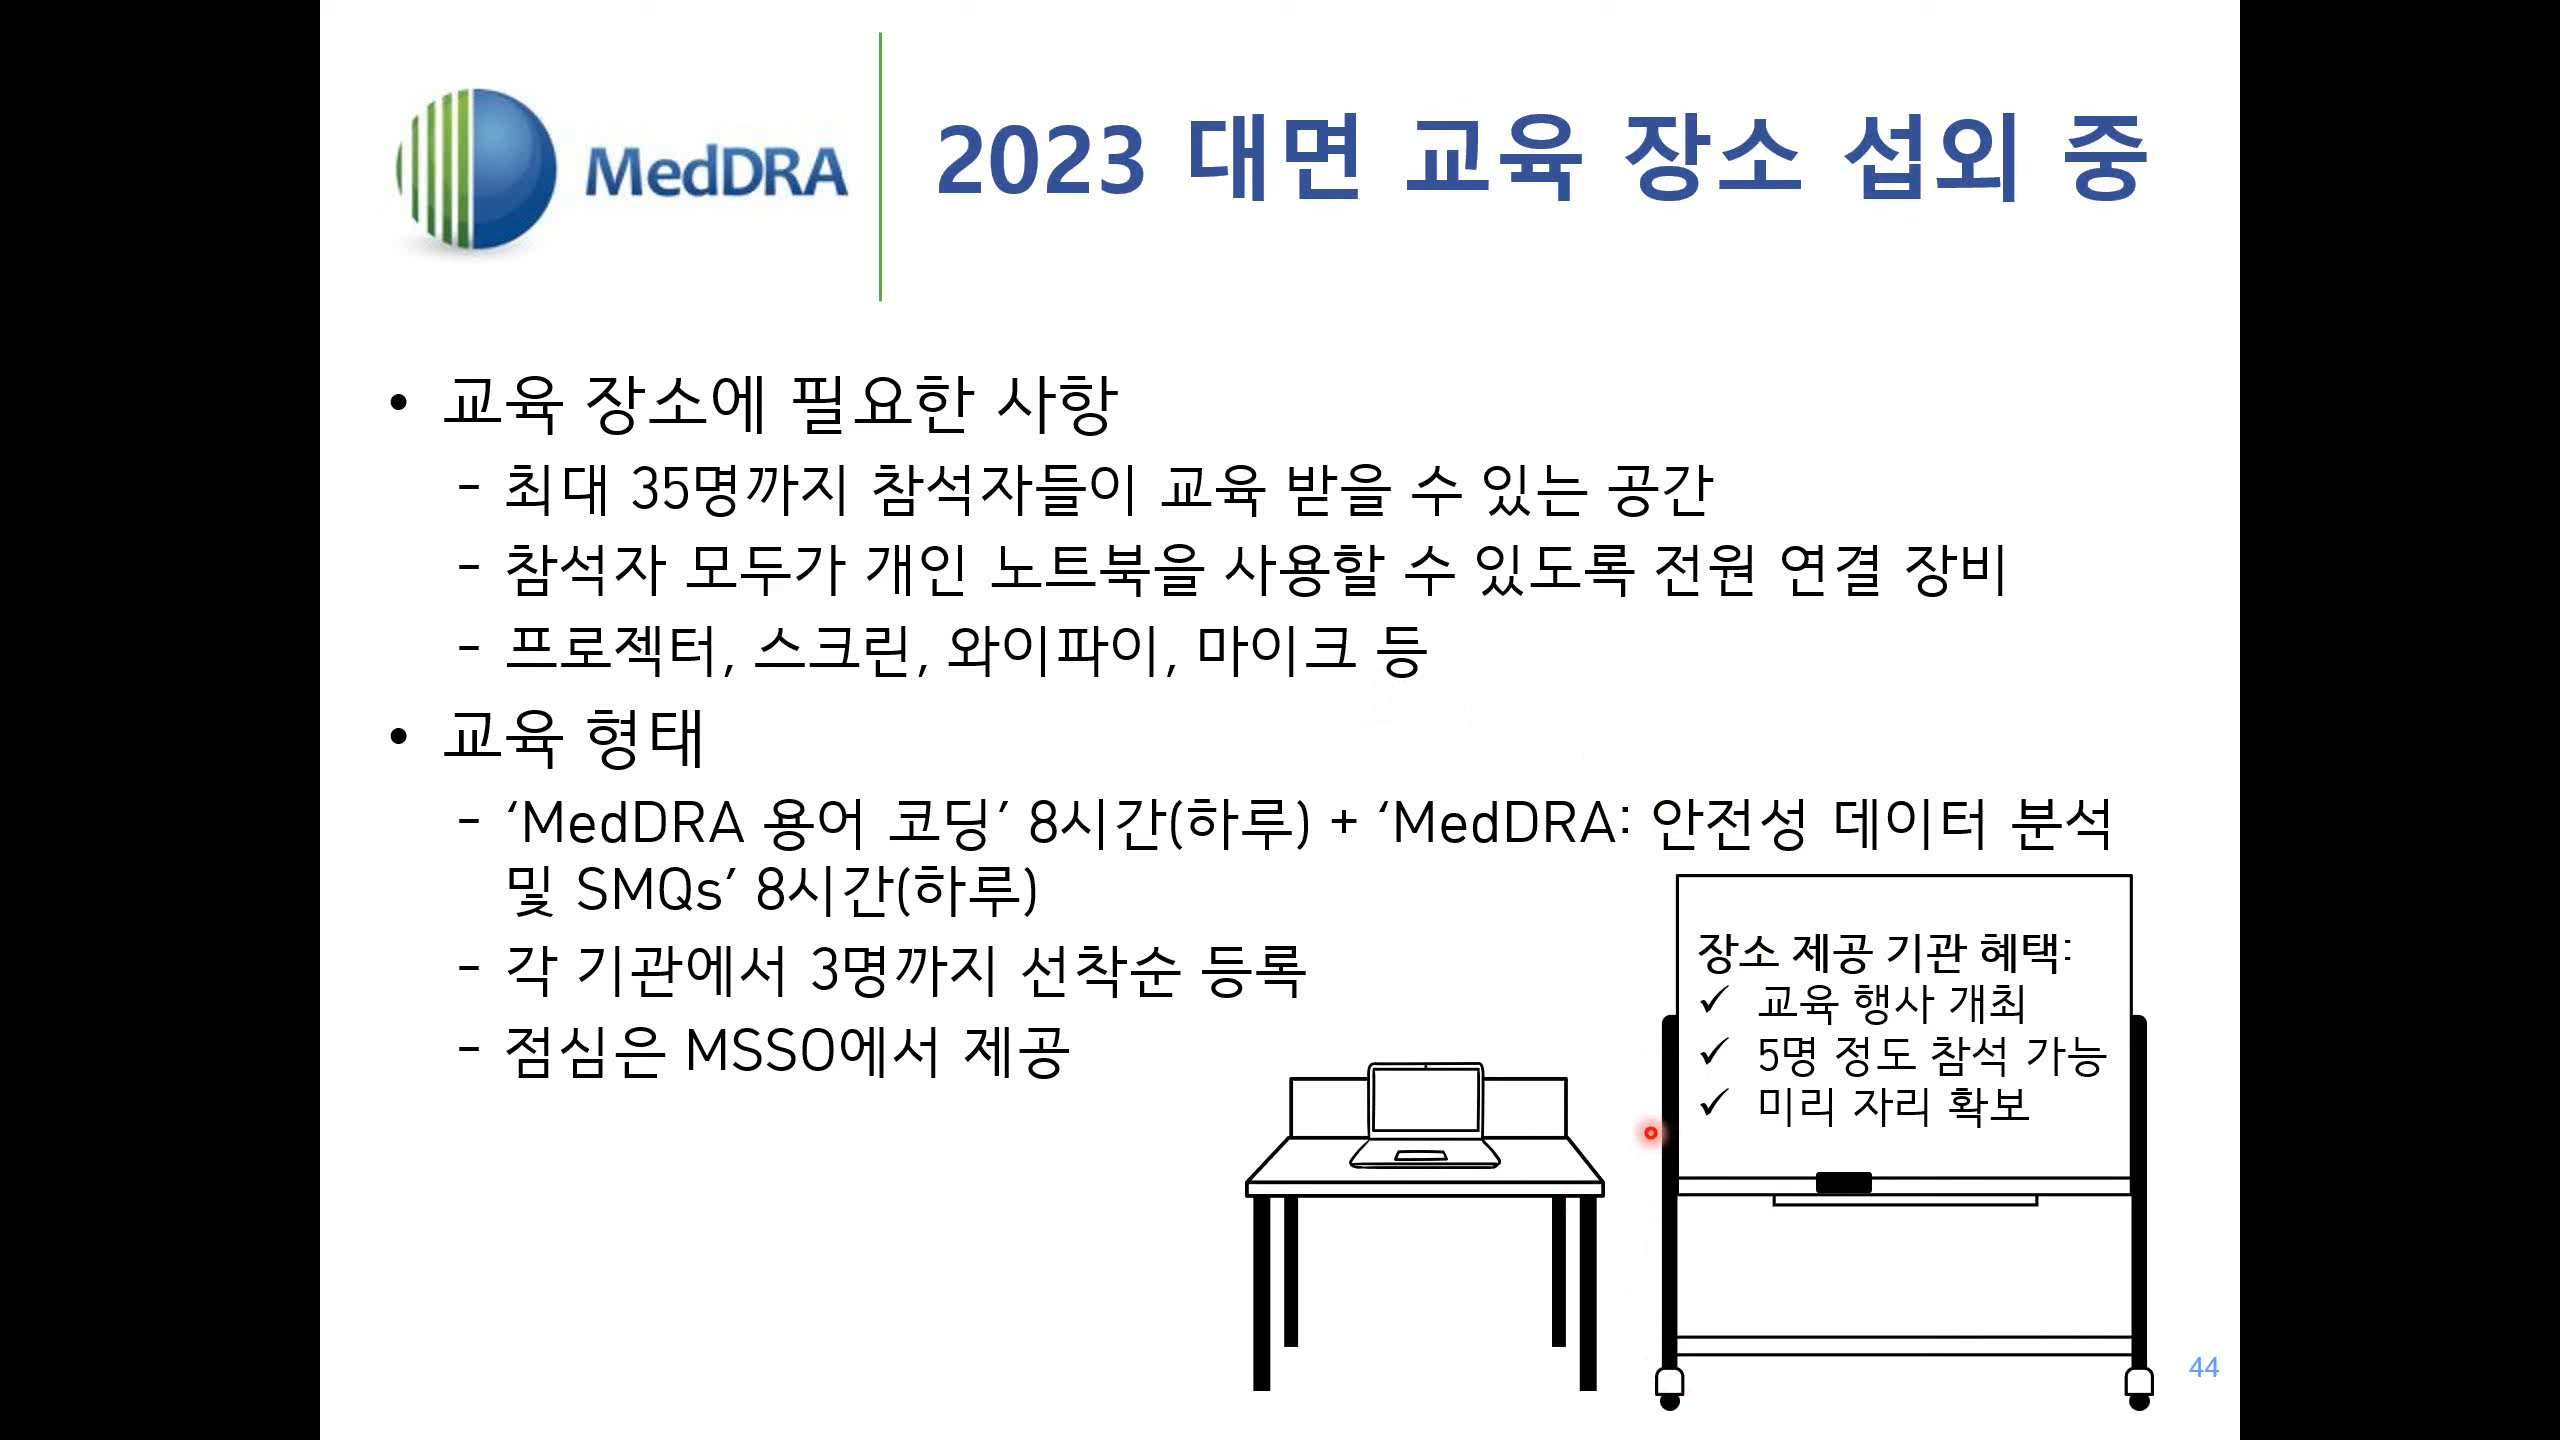 MedDRA
2023 대면 교육 장소 섭외 중
• 교육 장소에 필요한 사항
- 최대 35명까지 참석자들이 교육 받을 수 있는 공간
- 참석자 모두가 개인 노트북을 사용할 수 있도록 전원 연결 장비
- 프로젝터, 스크린, 와이파이, 마이크 등
• 교육 형태
- ‘MedDRA 용어 코딩’ 8시간(하루) + ‘MedDRA: 안전성 데이터 분석
및 SMQs’ 8시간(하루)
- 각 기관에서 3명까지 선착순 등록
- 점심은 MSSO에서 제공
장소 제공 기관 혜택:
✓ 교육 행사 개최
✓ 5명 정도 참석 가능
✓ 미리 자리 확보
44